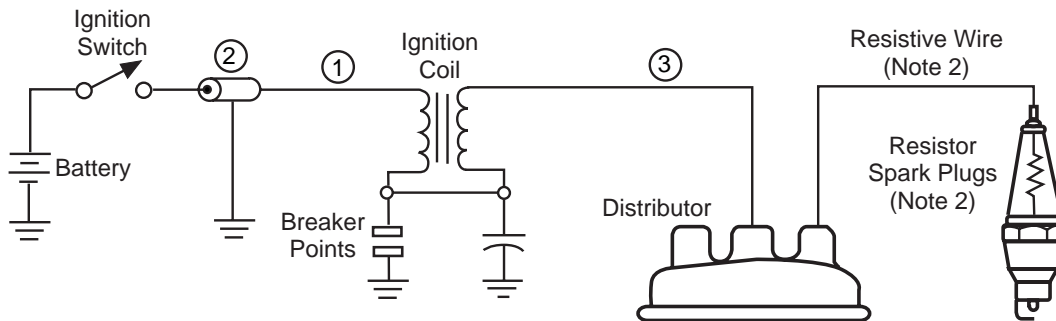 Ignition
Switch
2
1
Ignition
Coil
3
Resistive Wire
(Note 2)
Battery
Breaker
Points
Distributor
Resistor
Spark Plugs
(Note 2)